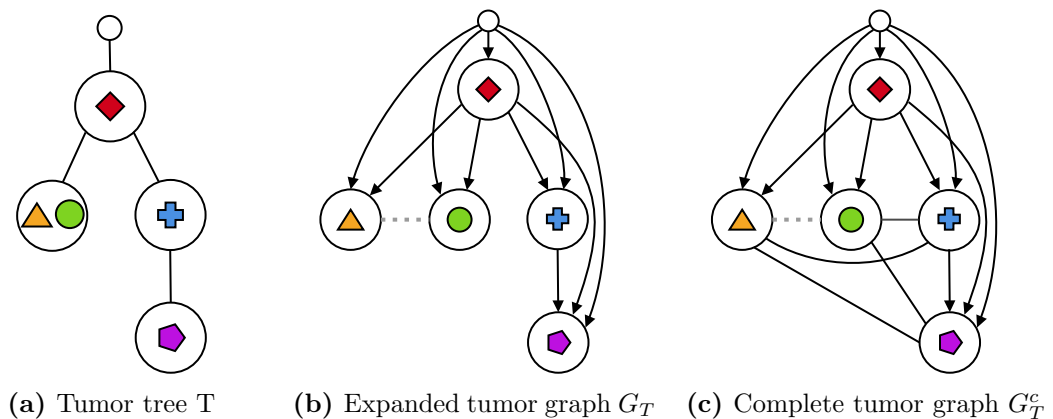 (a) Tumor tree T
(b) Expanded tumor graph G_T
(c) Complete tumor graph G_T^c